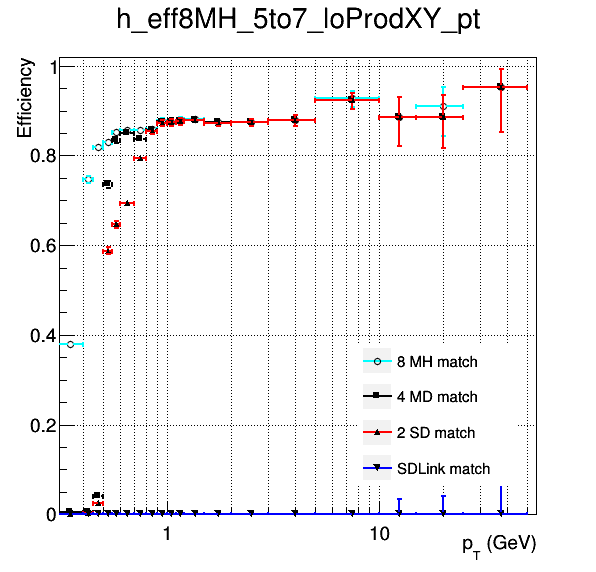 h_eff8MH_5to7_loProdXY_pt
Efficiency
1
0.8
0.6
0.4
0.2
0
8 MH match
4 MD match
2 SD match
SDLink match
1
10
p_T (GeV)